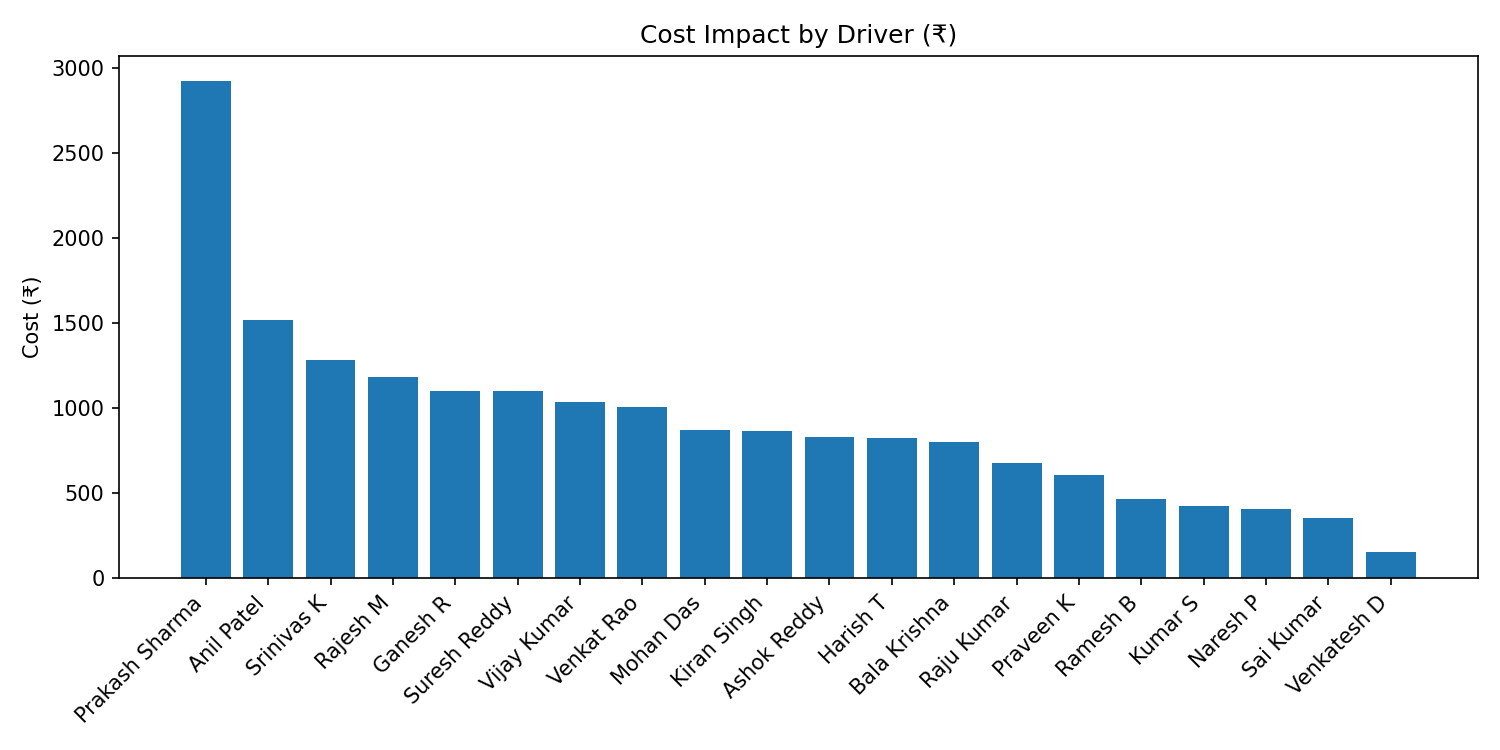 Cost Impact by Driver (₹)
Cost (₹)
3000
2500
2000
1500
1000
500
0
Prakash Sharma
Anil Patel
Srinivas K
Rajesh M
Ganesh R
Suresh Reddy
Vijay Kumar
Venkat Rao
Mohan Das
Kiran Singh
Ashok Reddy
Harish T
Bala Krishna
Raju Kumar
Praveen K
Ramesh B
Kumar S
Naresh P
Sai Kumar
Venkatesh D